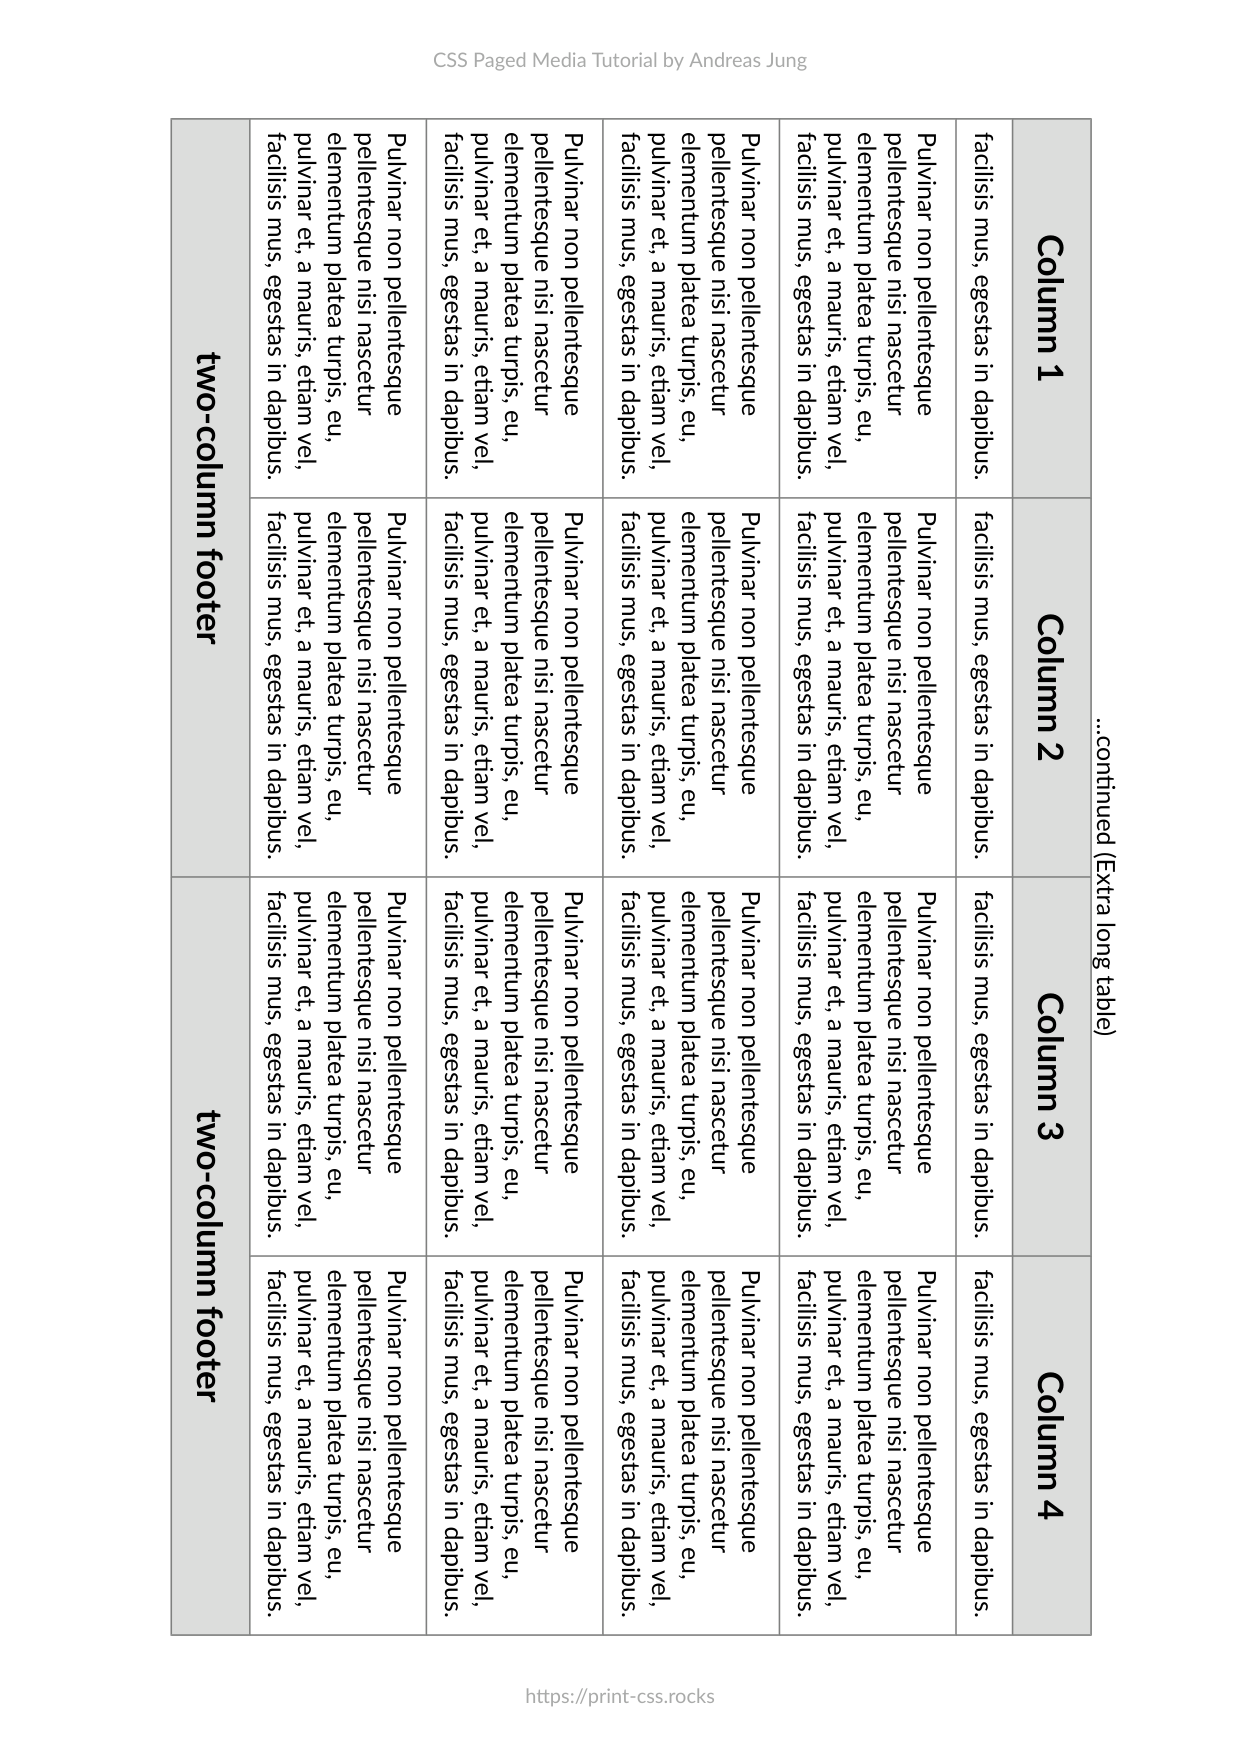 CSS Paged Media Tutorial by Andreas Jung
...continued (Extra long table)
Column 1
Column 2
Column 3
Column 4
facilisis mus, egestas in dapibus.
facilisis mus, egestas in dapibus.
facilisis mus, egestas in dapibus.
facilisis mus, egestas in dapibus.
Pulvinar non pellentesque
pellentesque nisi nascetur
elementum platea turpis, eu,
pulvinar et, a mauris, etiam vel,
facilisis mus, egestas in dapibus.
Pulvinar non pellentesque
pellentesque nisi nascetur
elementum platea turpis, eu,
pulvinar et, a mauris, etiam vel,
facilisis mus, egestas in dapibus.
Pulvinar non pellentesque
pellentesque nisi nascetur
elementum platea turpis, eu,
pulvinar et, a mauris, etiam vel,
facilisis mus, egestas in dapibus.
Pulvinar non pellentesque
pellentesque nisi nascetur
elementum platea turpis, eu,
pulvinar et, a mauris, etiam vel,
facilisis mus, egestas in dapibus.
Pulvinar non pellentesque
pellentesque nisi nascetur
elementum platea turpis, eu,
pulvinar et, a mauris, etiam vel,
facilisis mus, egestas in dapibus.
Pulvinar non pellentesque
pellentesque nisi nascetur
elementum platea turpis, eu,
pulvinar et, a mauris, etiam vel,
facilisis mus, egestas in dapibus.
Pulvinar non pellentesque
pellentesque nisi nascetur
elementum platea turpis, eu,
pulvinar et, a mauris, etiam vel,
facilisis mus, egestas in dapibus.
Pulvinar non pellentesque
pellentesque nisi nascetur
elementum platea turpis, eu,
pulvinar et, a mauris, etiam vel,
facilisis mus, egestas in dapibus.
Pulvinar non pellentesque
pellentesque nisi nascetur
elementum platea turpis, eu,
pulvinar et, a mauris, etiam vel,
facilisis mus, egestas in dapibus.
Pulvinar non pellentesque
pellentesque nisi nascetur
elementum platea turpis, eu,
pulvinar et, a mauris, etiam vel,
facilisis mus, egestas in dapibus.
Pulvinar non pellentesque
pellentesque nisi nascetur
elementum platea turpis, eu,
pulvinar et, a mauris, etiam vel,
facilisis mus, egestas in dapibus.
Pulvinar non pellentesque
pellentesque nisi nascetur
elementum platea turpis, eu,
pulvinar et, a mauris, etiam vel,
facilisis mus, egestas in dapibus.
Pulvinar non pellentesque
pellentesque nisi nascetur
elementum platea turpis, eu,
pulvinar et, a mauris, etiam vel,
facilisis mus, egestas in dapibus.
Pulvinar non pellentesque
pellentesque nisi nascetur
elementum platea turpis, eu,
pulvinar et, a mauris, etiam vel,
facilisis mus, egestas in dapibus.
Pulvinar non pellentesque
pellentesque nisi nascetur
elementum platea turpis, eu,
pulvinar et, a mauris, etiam vel,
facilisis mus, egestas in dapibus.
Pulvinar non pellentesque
pellentesque nisi nascetur
elementum platea turpis, eu,
pulvinar et, a mauris, etiam vel,
facilisis mus, egestas in dapibus.
two-column footer
two-column footer
https://print-css.rocks